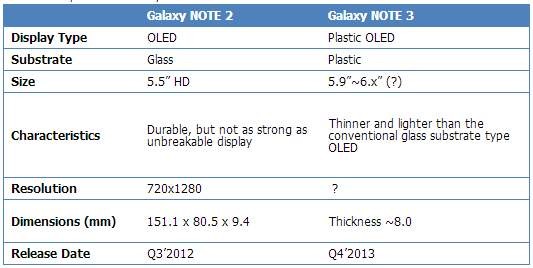 Galaxy NOTE 2 Galaxy NOTE 3
Display Type OLED Plastic OLED
Substrate Glass Plastic
Size 5.5” HD 5.9”~6.x” (?)
Characteristics Durable, but not as strong as unbreakable display Thinner and lighter than the conventional glass substrate type OLED
Resolution 720x1280 ?
Dimensions (mm) 151.1 x 80.5 x 9.4 Thickness ~8.0
Release Date Q3’2012 Q4’2013